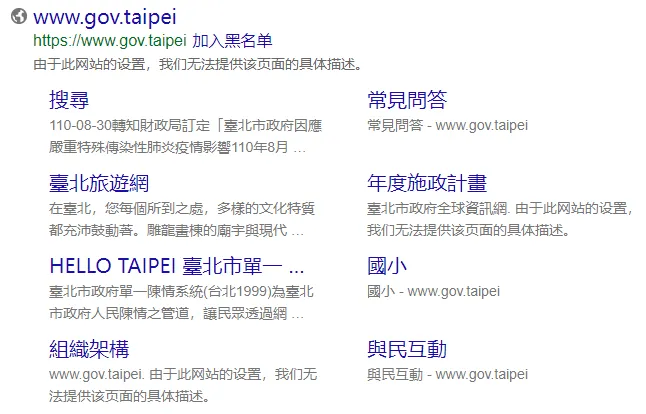 www.gov.taipei
https://www.gov.taipei 加入黑名单
由于此网站的设置，我们无法提供该页面的具体描述。
搜尋
110-08-30轉知財政局訂定「臺北市政府因應
嚴重特殊傳染性肺炎疫情影響110年8月 ...
常見問答
常見問答 - www.gov.taipei
臺北旅遊網
在臺北，您每個所到之處，多樣的文化特質
都充沛鼓動著。雕龍畫棟的廟宇與現代 ...
年度施政計畫
臺北市政府全球資訊網. 由于此网站的设置，
我们无法提供该页面的具体描述。
HELLO TAIPEI 臺北市單一 ...
臺北市政府單一陳情系統(台北1999)為臺北
市政府人民陳情之管道，讓民眾透過網 ...
國小
國小 - www.gov.taipei
組織架構
www.gov.taipei. 由于此网站的设置，我们无
法提供该页面的具体描述。
與民互動
與民互動 - www.gov.taipei